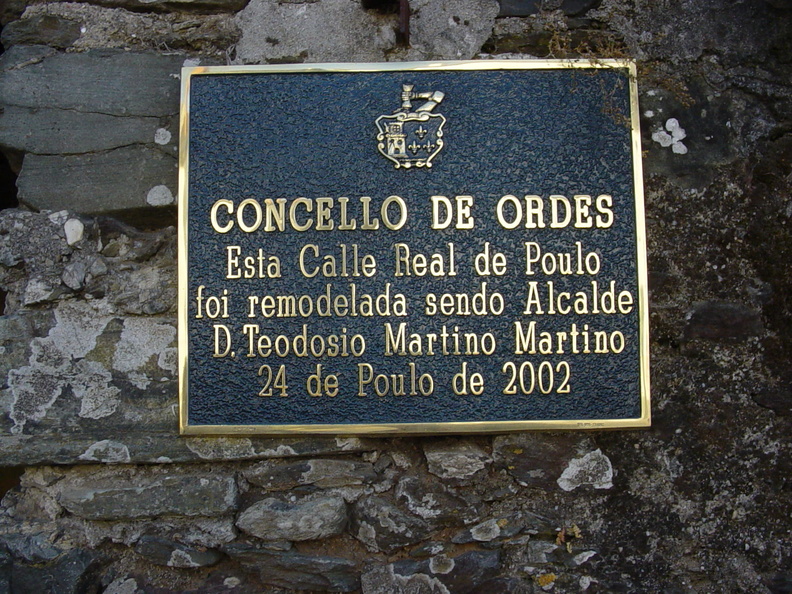 CONCELLO DE ORDES
Esta Calle Real de Poulo
foi remodelada sendo Alcalde
D. Teodosio Martino Martino
24 de Poulo de 2002